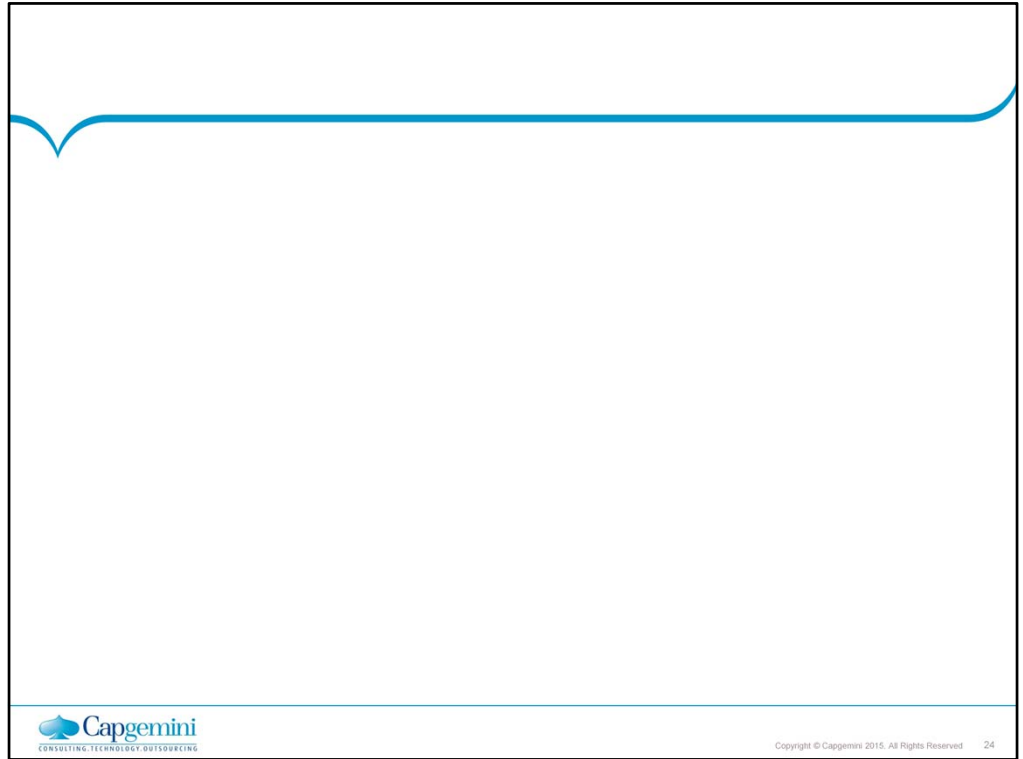 Capgemini
CONSULTING.TECHNOLOGY.OUTSOURCING
Copyright © Capgemini 2015. All Rights Reserved 24